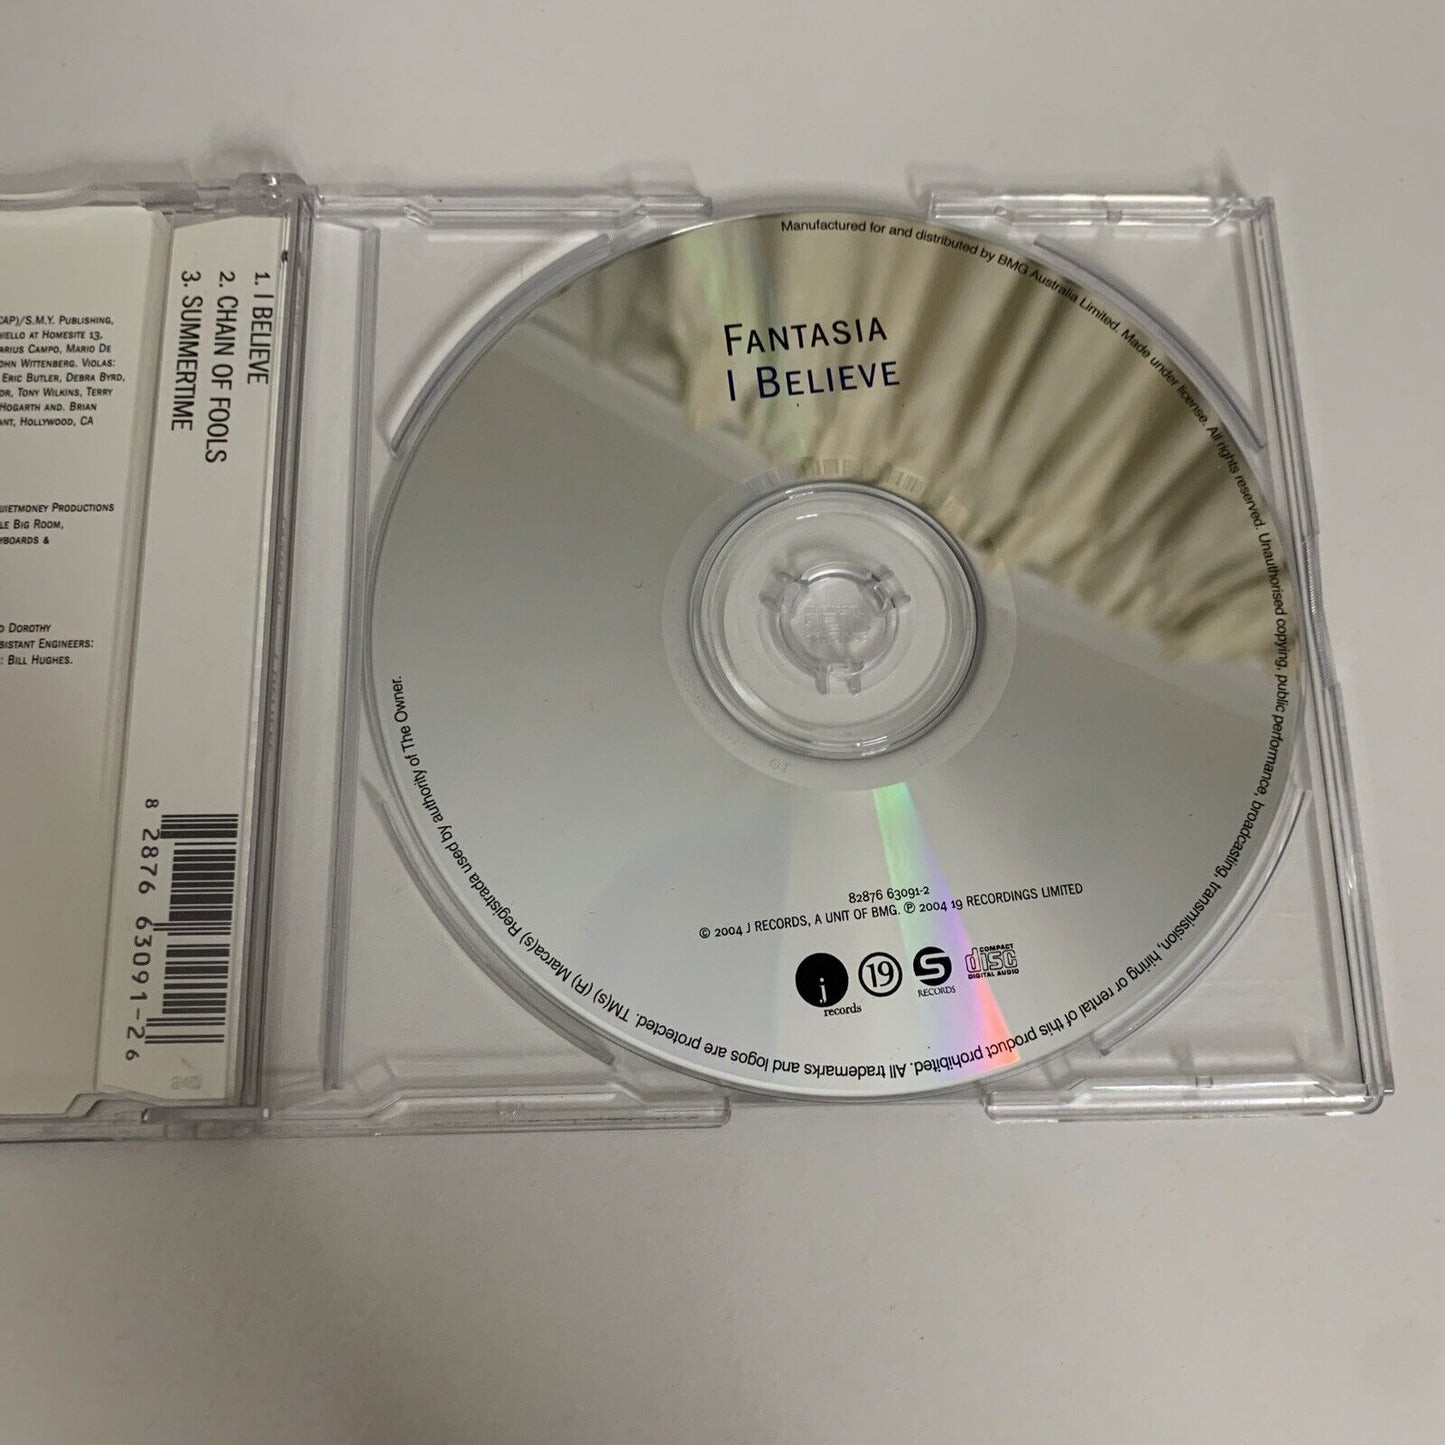 CAP)/S.M.Y. Publishing,
iello at Homesite 13,
arius Campo, Mario De
ohn Wittenberg. Violas:
Eric Butler, Debra Byrd,
or, Tony Wilkins, Terry
Hogarth and. Brian
ant, Hollywood, CA
uietmoney Productions
le Big Room,
yboards &
d Dorothy
sistant Engineers:
: Bill Hughes.
1. I BELIEVE
2. CHAIN OF FOOLS
3. SUMMERTIME
8 28766 3091-2 6
Fantasia
I Believe
Manufactured for and distributed by BMG Australia Limited. Made under license. All rights reserved. Unauthorised copying, public performance, broadcasting, transmission, hiring or rental of this product prohibited. All trademarks and logos are protected. TM(s) (R) Marca(s) Registrada used by authority of The Owner.
82876 63091-2
© 2004 J RECORDS, A UNIT OF BMG. ℗ 2004 19 RECORDINGS LIMITED
j records
19
S RECORDS
COMPACT
disc
DIGITAL AUDIO